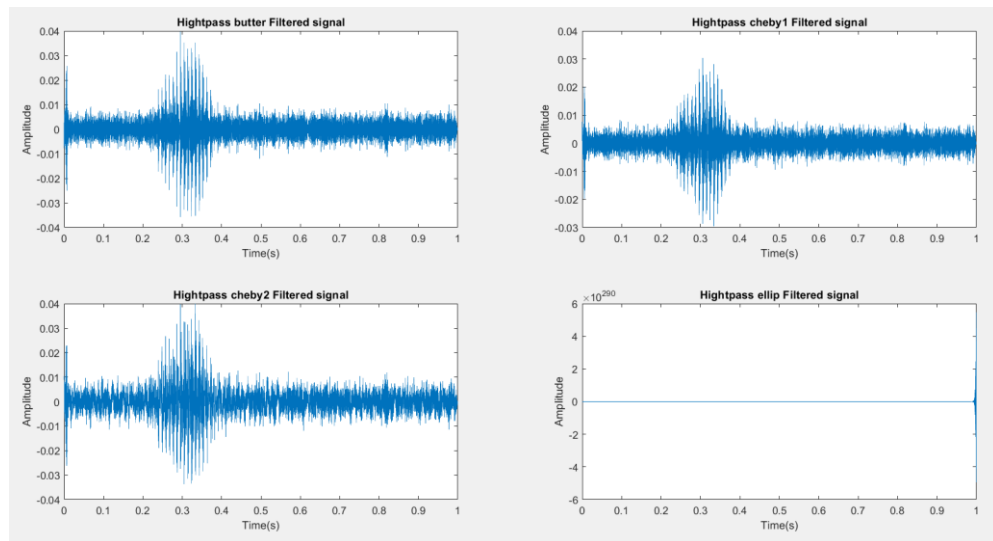 Hightpass butter Filtered signal
0.04
0.03
0.02
0.01
0
-0.01
-0.02
-0.03
-0.04
Amplitude
0 0.1 0.2 0.3 0.4 0.5 0.6 0.7 0.8 0.9 1
Time(s)
Hightpass cheby1 Filtered signal
0.04
0.03
0.02
0.01
0
-0.01
-0.02
-0.03
Amplitude
0 0.1 0.2 0.3 0.4 0.5 0.6 0.7 0.8 0.9 1
Time(s)
Hightpass cheby2 Filtered signal
0.04
0.03
0.02
0.01
0
-0.01
-0.02
-0.03
-0.04
Amplitude
0 0.1 0.2 0.3 0.4 0.5 0.6 0.7 0.8 0.9 1
Time(s)
Hightpass ellip Filtered signal
×10^290
6
4
2
0
-2
-4
-6
Amplitude
0 0.1 0.2 0.3 0.4 0.5 0.6 0.7 0.8 0.9 1
Time(s)